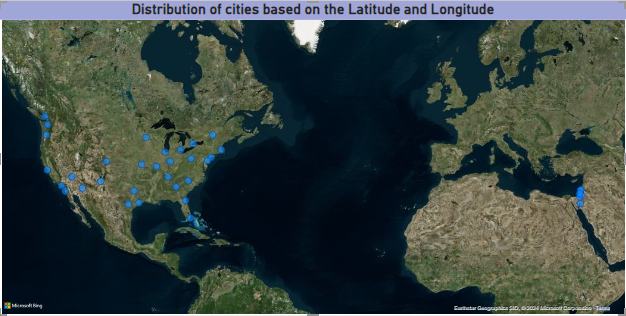 Distribution of cities based on the Latitude and Longitude
Microsoft Bing
Earthstar Geographics SIO, © 2024 Microsoft Corporation Terms